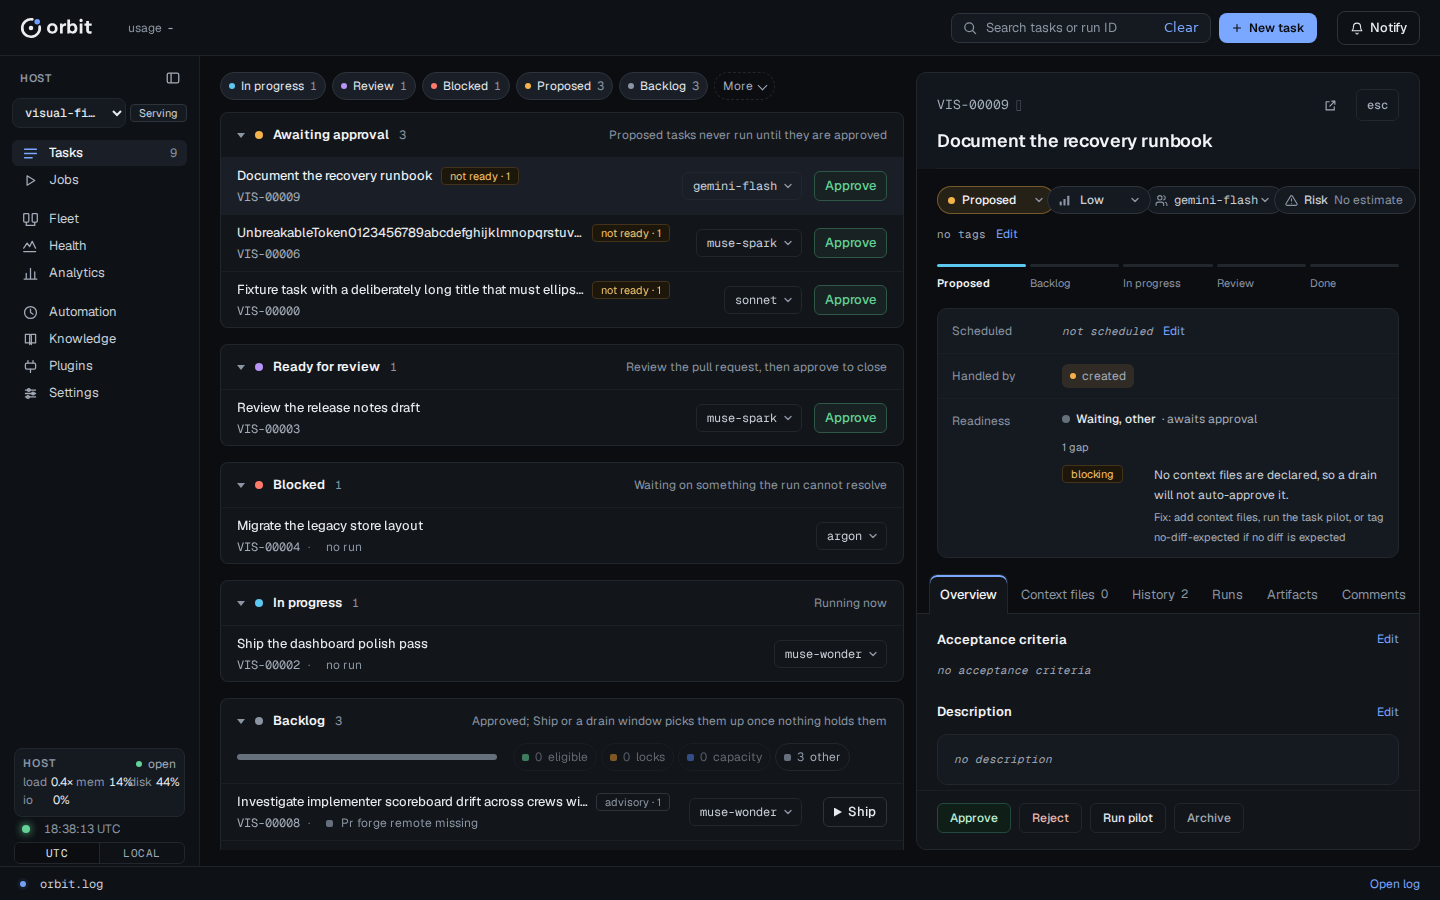 orbit
usage -
Search tasks or run ID
Clear
+ New task
Notify
HOST
visual-fi…
Serving
Tasks 9
Jobs
Fleet
Health
Analytics
Automation
Knowledge
Plugins
Settings
HOST open
load 0.4× mem 14% disk 44%
io 0%
18:38:13 UTC
UTC LOCAL
In progress 1
Review 1
Blocked 1
Proposed 3
Backlog 3
More
Awaiting approval 3
Proposed tasks never run until they are approved
Document the recovery runbook not ready · 1
VIS-00009
gemini-flash
Approve
UnbreakableToken0123456789abcdefghijklmnopqrstuv… not ready · 1
VIS-00006
muse-spark
Approve
Fixture task with a deliberately long title that must ellips… not ready · 1
VIS-00000
sonnet
Approve
Ready for review 1
Review the pull request, then approve to close
Review the release notes draft
VIS-00003
muse-spark
Approve
Blocked 1
Waiting on something the run cannot resolve
Migrate the legacy store layout
VIS-00004 · no run
argon
In progress 1
Running now
Ship the dashboard polish pass
VIS-00002 · no run
muse-wonder
Backlog 3
Approved; Ship or a drain window picks them up once nothing holds them
0 eligible
0 locks
0 capacity
3 other
Investigate implementer scoreboard drift across crews wi… advisory · 1
VIS-00008 · Pr forge remote missing
muse-wonder
Ship
VIS-00009
esc
Document the recovery runbook
Proposed
Low
gemini-flash
Risk No estimate
no tags Edit
Proposed
Backlog
In progress
Review
Done
Scheduled not scheduled Edit
Handled by created
Readiness Waiting, other · awaits approval
1 gap
blocking
No context files are declared, so a drain
will not auto-approve it.
Fix: add context files, run the task pilot, or tag
no-diff-expected if no diff is expected
Overview
Context files 0
History 2
Runs
Artifacts
Comments
Acceptance criteria Edit
no acceptance criteria
Description Edit
no description
Approve
Reject
Run pilot
Archive
orbit.log
Open log